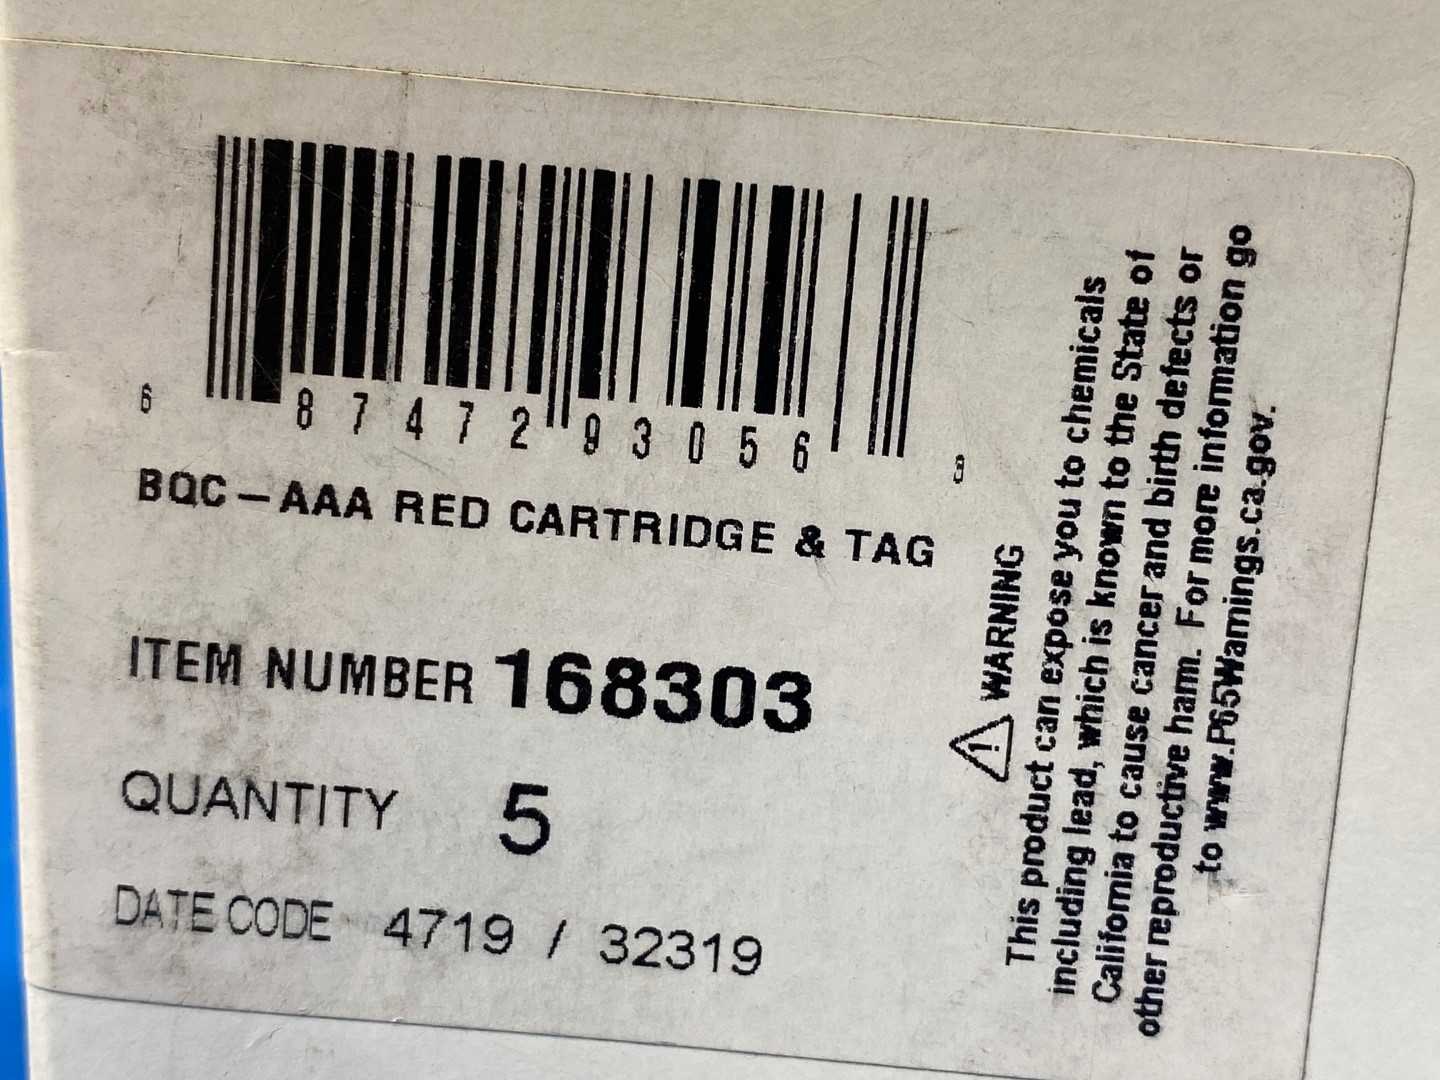 6 87472 93056 3
BQC-AAA RED CARTRIDGE & TAG
ITEM NUMBER 168303
QUANTITY 5
DATE CODE 4719 / 32319
⚠ WARNING
This product can expose you to chemicals
including lead, which is known to the State of
California to cause cancer and birth defects or
other reproductive harm. For more information go
to www.P65Warnings.ca.gov.